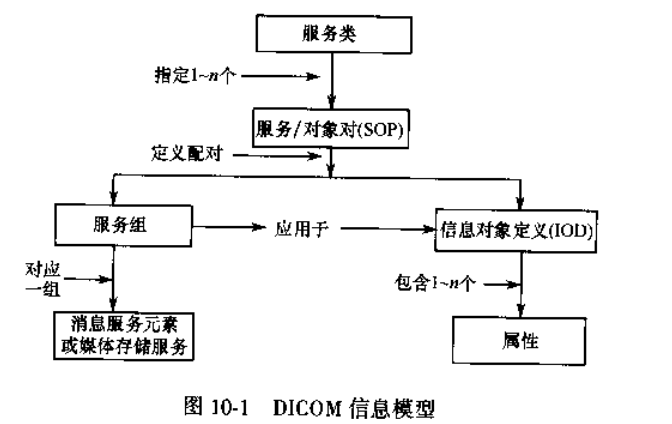 服务类
指定1~n个
服务/对象对(SOP)
定义配对
服务组
应用于
信息对象定义(IOD)
对应
一组
包含1~n个
消息服务元素
或媒体存储服务
属性
图 10-1 DICOM 信息模型